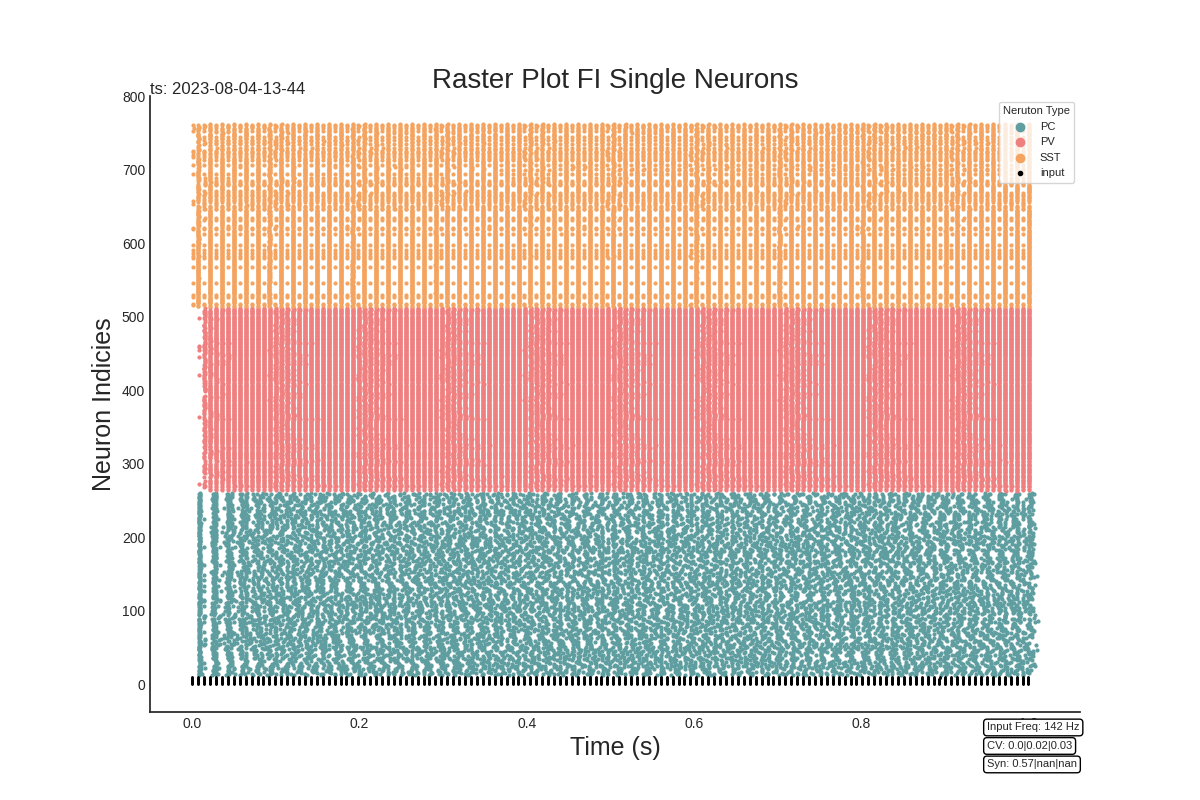 Raster Plot FI Single Neurons
ts: 2023-08-04-13-44
Neruton Type
PC
PV
SST
input
Neuron Indicies
800
700
600
500
400
300
200
100
0
0.0
0.2
0.4
0.6
0.8
Time (s)
Input Freq: 142 Hz
CV: 0.0|0.02|0.03
Syn: 0.57|nan|nan